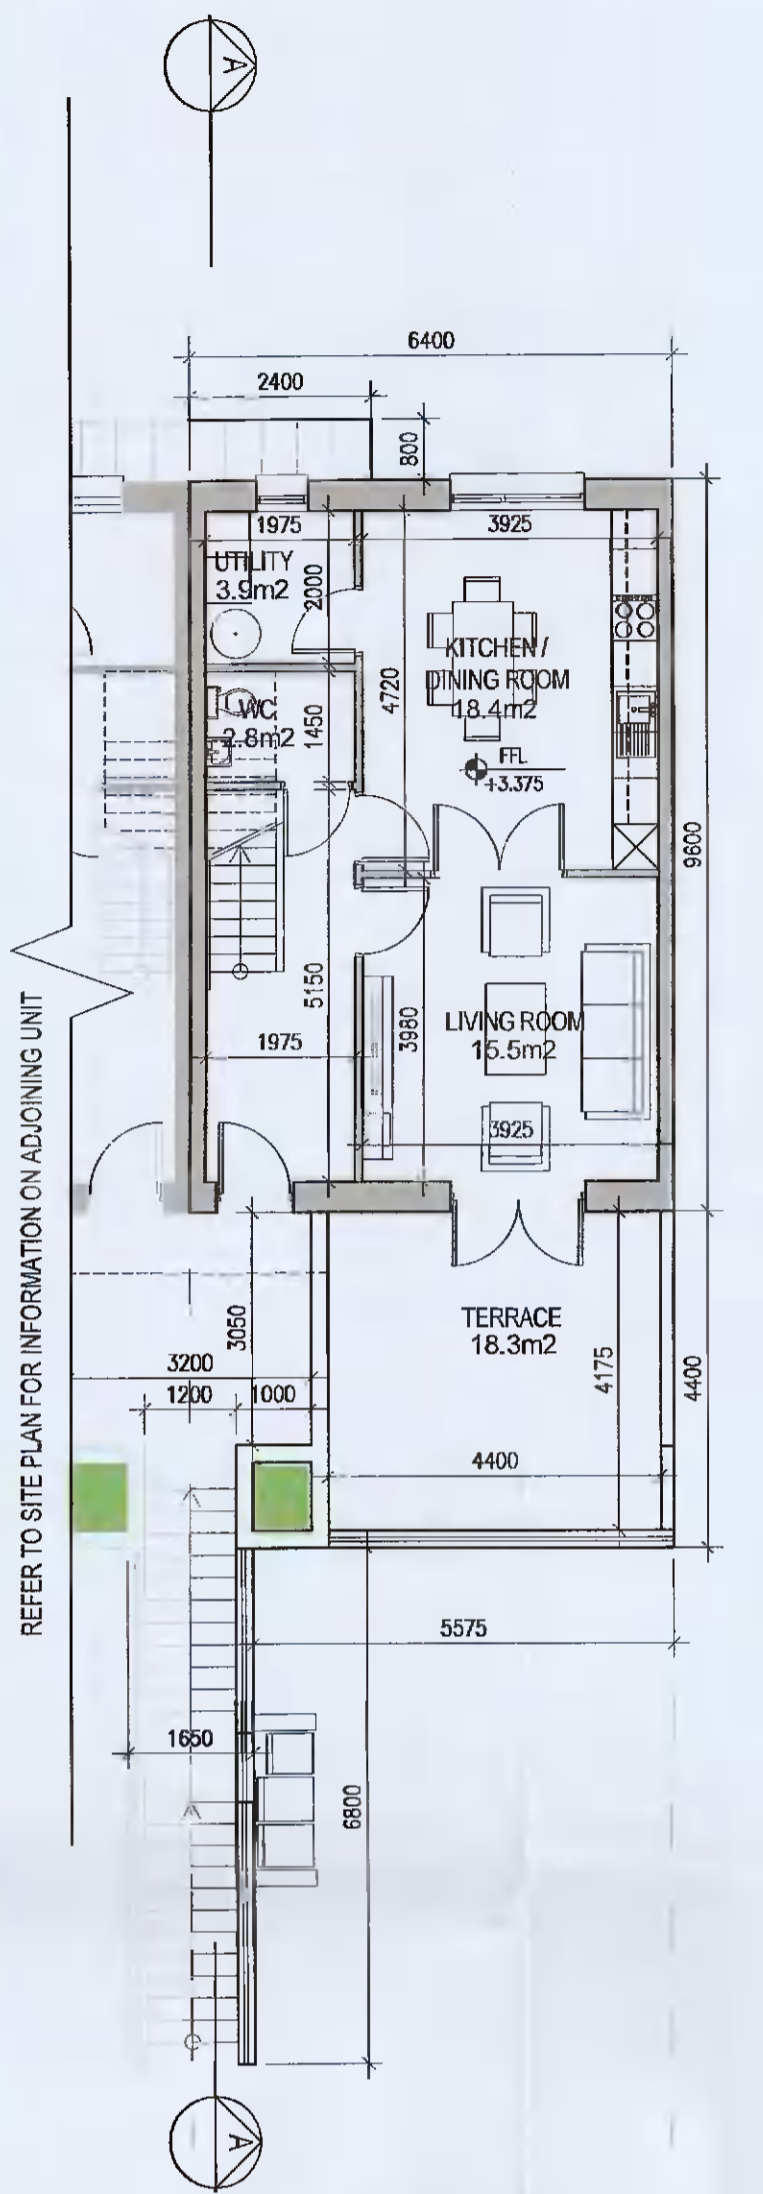 A
6400
2400
800
1975
3925
UTILITY
3.9m2
2000
KITCHEN /
DINING ROOM
18.4m2
4720
WC
2.8m2
1450
FFL
+3.375
9600
5150
3980
LIVING ROOM
15.5m2
1975
3925
REFER TO SITE PLAN FOR INFORMATION ON ADJOINING UNIT
3050
TERRACE
18.3m2
4175
4400
3200
1200
1000
4400
5575
1650
6800
A